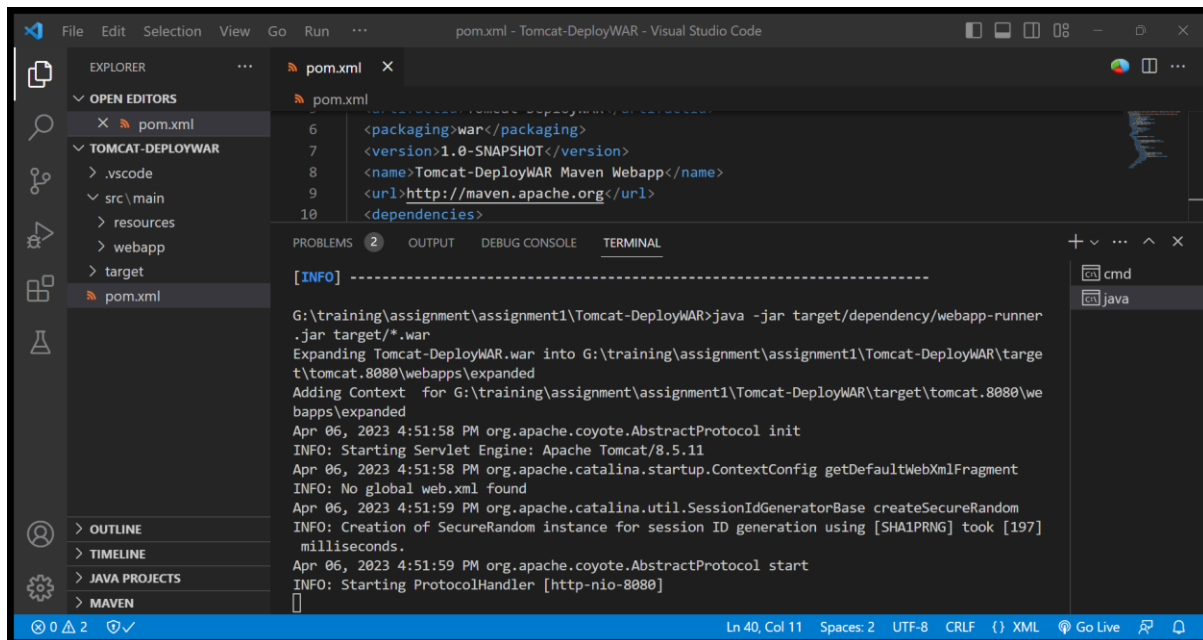 File Edit Selection View Go Run ··· pom.xml - Tomcat-DeployWAR - Visual Studio Code
EXPLORER ···
OPEN EDITORS
pom.xml
TOMCAT-DEPLOYWAR
.vscode
src\main
resources
webapp
target
pom.xml
OUTLINE
TIMELINE
JAVA PROJECTS
MAVEN
pom.xml
pom.xml
6 <packaging>war</packaging>
7 <version>1.0-SNAPSHOT</version>
8 <name>Tomcat-DeployWAR Maven Webapp</name>
9 <url>http://maven.apache.org</url>
10 <dependencies>
PROBLEMS 2 OUTPUT DEBUG CONSOLE TERMINAL
[INFO] ------------------------------------------------------------------------
G:\training\assignment\assignment1\Tomcat-DeployWAR>java -jar target/dependency/webapp-runner
.jar target/*.war
Expanding Tomcat-DeployWAR.war into G:\training\assignment\assignment1\Tomcat-DeployWAR\targe
t\tomcat.8080\webapps\expanded
Adding Context  for G:\training\assignment\assignment1\Tomcat-DeployWAR\target\tomcat.8080\we
bapps\expanded
Apr 06, 2023 4:51:58 PM org.apache.coyote.AbstractProtocol init
INFO: Starting Servlet Engine: Apache Tomcat/8.5.11
Apr 06, 2023 4:51:58 PM org.apache.catalina.startup.ContextConfig getDefaultWebXmlFragment
INFO: No global web.xml found
Apr 06, 2023 4:51:59 PM org.apache.catalina.util.SessionIdGeneratorBase createSecureRandom
INFO: Creation of SecureRandom instance for session ID generation using [SHA1PRNG] took [197]
milliseconds.
Apr 06, 2023 4:51:59 PM org.apache.coyote.AbstractProtocol start
INFO: Starting ProtocolHandler [http-nio-8080]
cmd
java
0 2 Ln 40, Col 11 Spaces: 2 UTF-8 CRLF {} XML Go Live